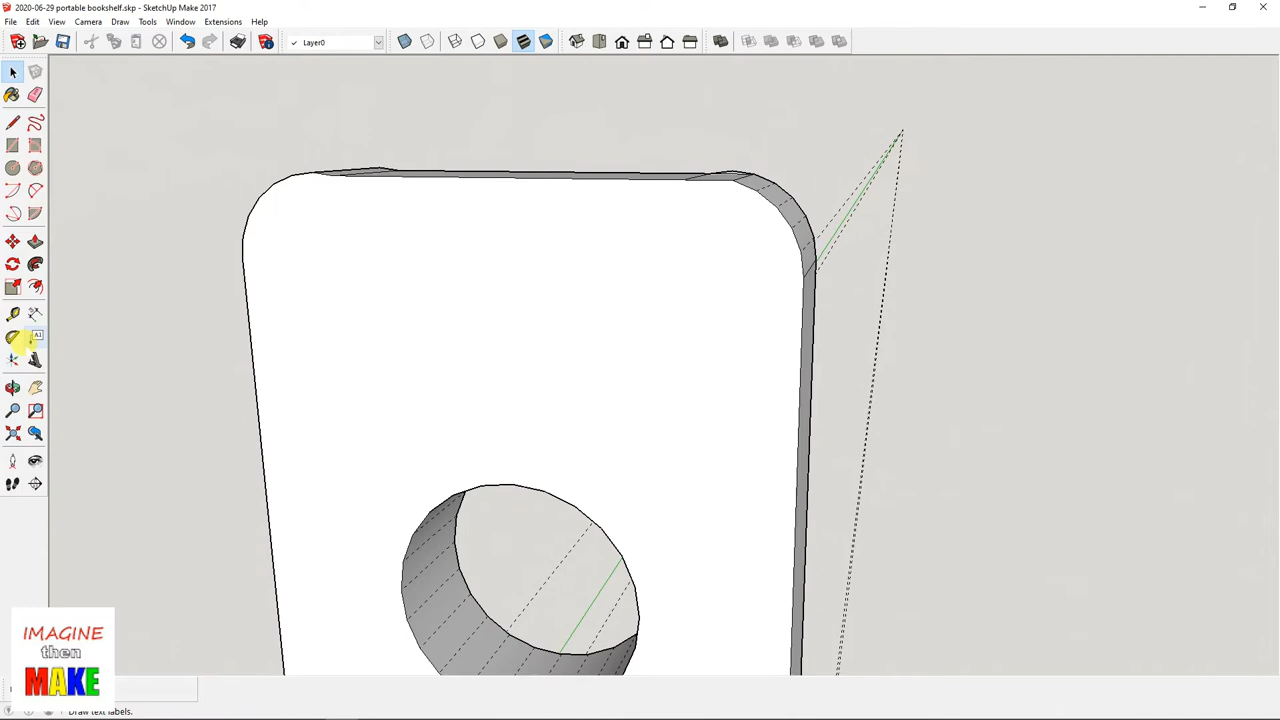 2020-06-29 portable bookshelf.skp - SketchUp Make 2017
File Edit View Camera Draw Tools Window Extensions Help
Layer0
A1
IMAGINE
then
MAKE
Draw text labels.